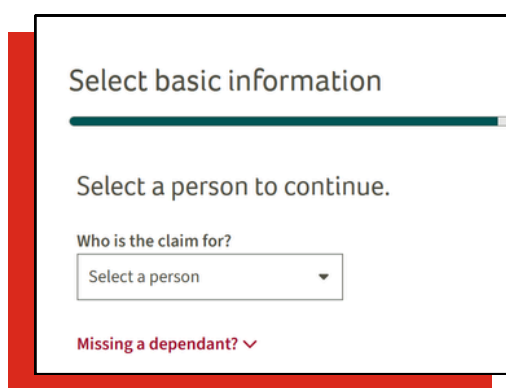 Select basic information
Select a person to continue.
Who is the claim for?
Select a person
Missing a dependant?